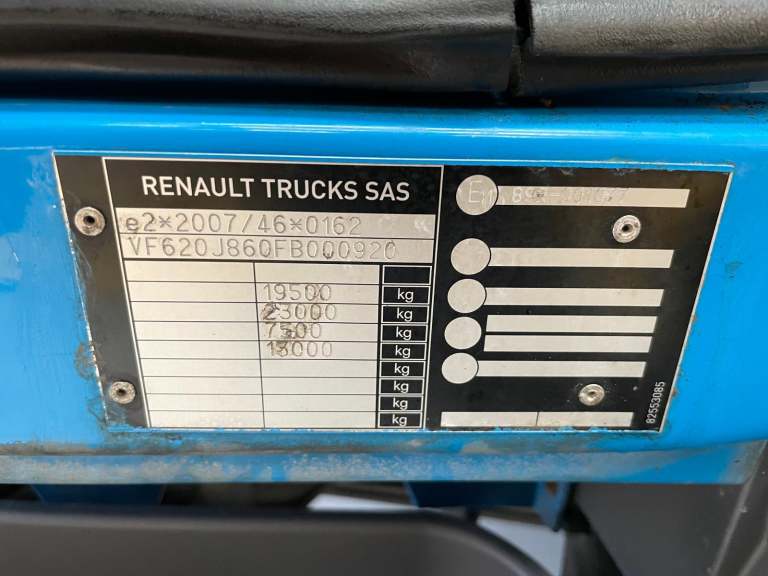 RENAULT TRUCKS SAS
e2*2007/46*0162
VF620J860FB000920
19500 kg
23000 kg
7500 kg
13000 kg
kg
kg
kg
kg
E
82553085